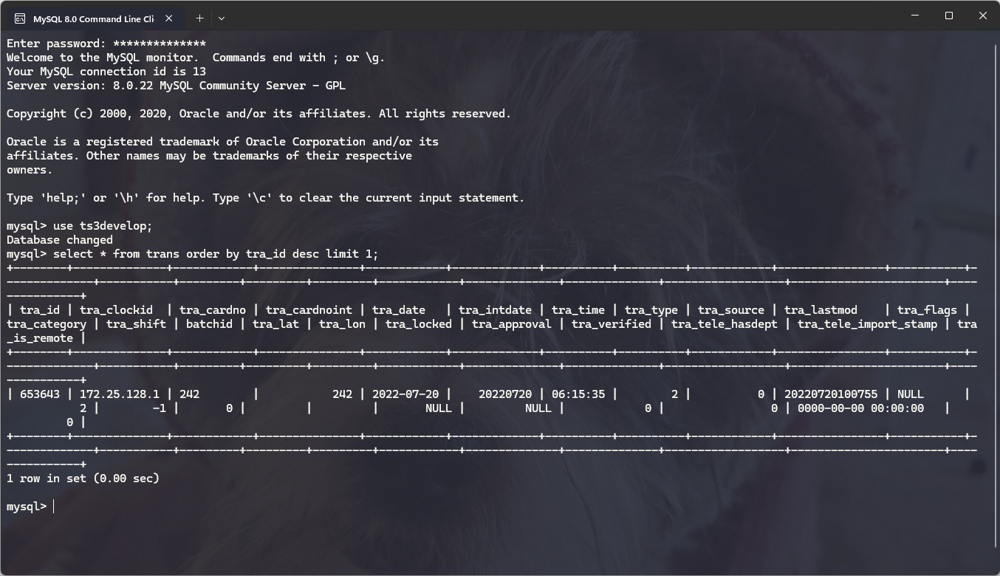 MySQL 8.0 Command Line Cli
Enter password: **************
Welcome to the MySQL monitor.  Commands end with ; or \g.
Your MySQL connection id is 13
Server version: 8.0.22 MySQL Community Server - GPL
Copyright (c) 2000, 2020, Oracle and/or its affiliates. All rights reserved.
Oracle is a registered trademark of Oracle Corporation and/or its
affiliates. Other names may be trademarks of their respective
owners.
Type 'help;' or '\h' for help. Type '\c' to clear the current input statement.
mysql> use ts3develop;
Database changed
mysql> select * from trans order by tra_id desc limit 1;
| tra_id | tra_clockid  | tra_cardno | tra_cardnoint | tra_date   | tra_intdate | tra_time | tra_type | tra_source | tra_lastmod    | tra_flags |
tra_category | tra_shift | batchid | tra_lat | tra_lon | tra_locked | tra_approval | tra_verified | tra_tele_hasdept | tra_tele_import_stamp | tra
_is_remote |
| 653643 | 172.25.128.1 | 242        |           242 | 2022-07-20 |    20220720 | 06:15:35 |        2 |          0 | 20220720100755 | NULL      |
2 |        -1 |       0 |         |         |       NULL |         NULL |            0 |                0 | 0000-00-00 00:00:00   |
0 |
1 row in set (0.00 sec)
mysql>